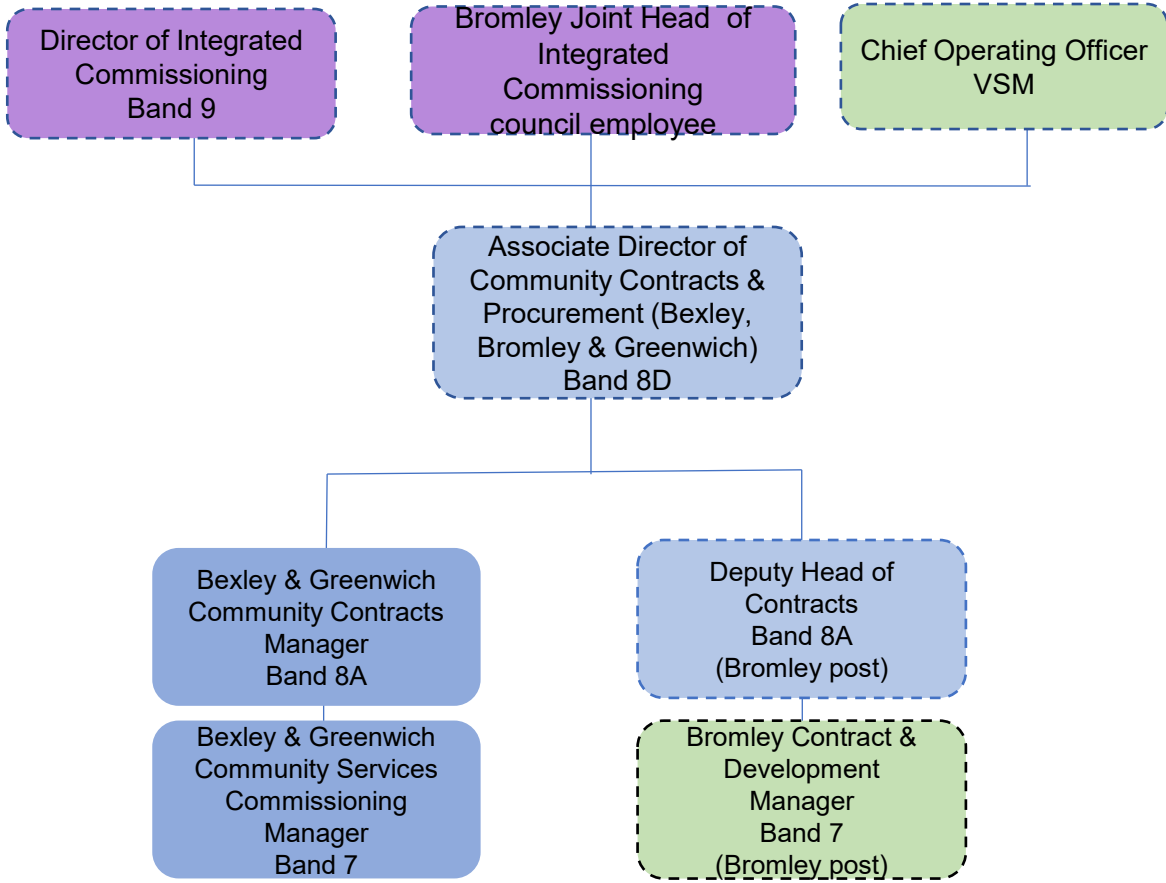 Director of Integrated
Commissioning
Band 9
Bromley Joint Head of
Integrated
Commissioning
council employee
Chief Operating Officer
VSM
Associate Director of
Community Contracts &
Procurement (Bexley,
Bromley & Greenwich)
Band 8D
Bexley & Greenwich
Community Contracts
Manager
Band 8A
Deputy Head of
Contracts
Band 8A
(Bromley post)
Bexley & Greenwich
Community Services
Commissioning
Manager
Band 7
Bromley Contract &
Development
Manager
Band 7
(Bromley post)